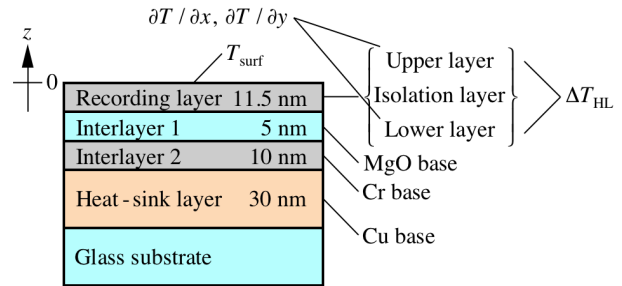 ∂T / ∂x, ∂T / ∂y
z
T_surf
0
Upper layer
Recording layer 11.5 nm
Isolation layer
ΔT_HL
Interlayer 1 5 nm
Lower layer
Interlayer 2 10 nm
MgO base
Cr base
Heat-sink layer 30 nm
Cu base
Glass substrate